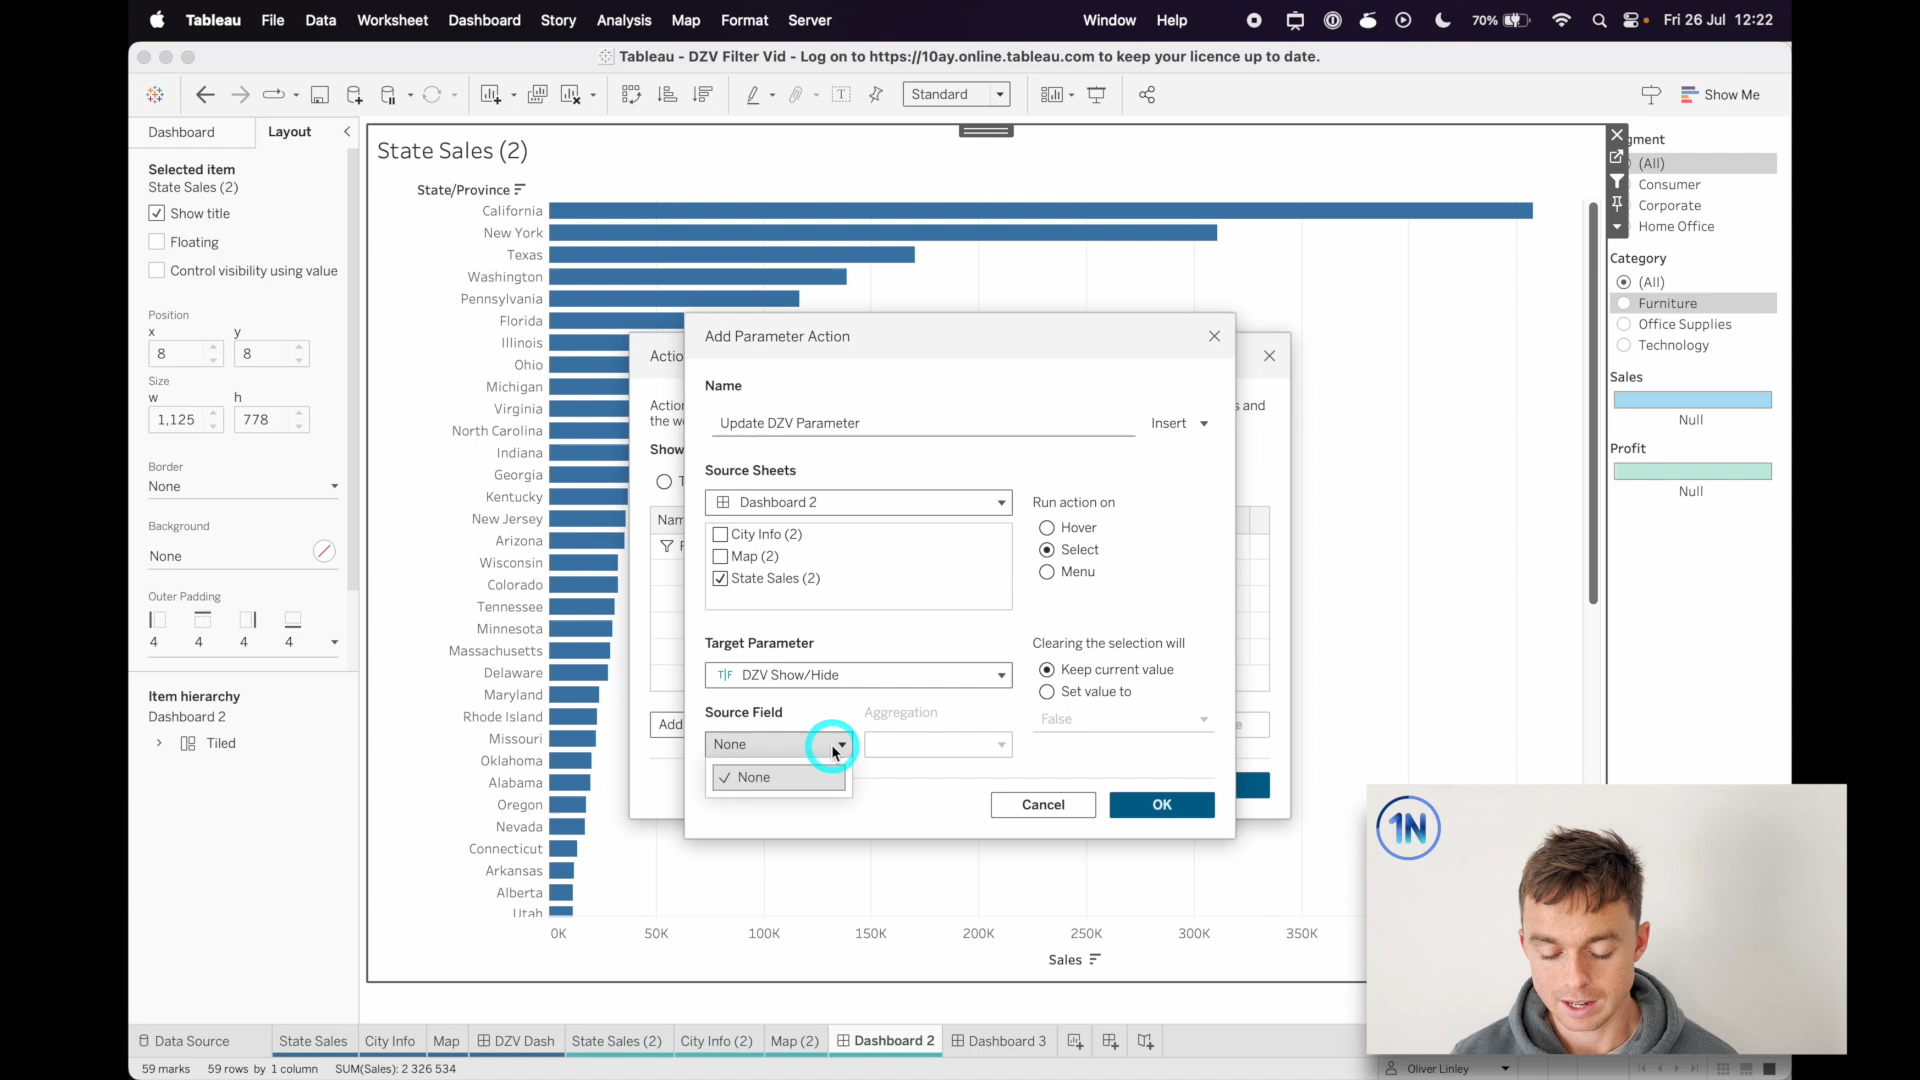 Tableau File Data Worksheet Dashboard Story Analysis Map Format Server Window Help 70% Fri 26 Jul 12:22
Tableau - DZV Filter Vid - Log on to https://10ay.online.tableau.com to keep your licence up to date.
Standard Show Me
Dashboard Layout
Selected item
State Sales (2)
Show title
Floating
Control visibility using value
Position
x y
8 8
Size
w h
1,125 778
Border
None
Background
None
Outer Padding
4 4 4 4
Item hierarchy
Dashboard 2
Tiled
State Sales (2)
State/Province
California
New York
Texas
Washington
Pennsylvania
Florida
Illinois
Ohio
Michigan
Virginia
North Carolina
Indiana
Georgia
Kentucky
New Jersey
Arizona
Wisconsin
Colorado
Tennessee
Minnesota
Massachusetts
Delaware
Maryland
Rhode Island
Missouri
Oklahoma
Alabama
Oregon
Nevada
Connecticut
Arkansas
Alberta
Utah
0K 50K 100K 150K 200K 250K 300K 350K
Sales
Actio
Action
s and
the wo
Show
Nam
Add
Add Parameter Action
Name
Update DZV Parameter Insert
Source Sheets
Dashboard 2
City Info (2)
Map (2)
State Sales (2)
Run action on
Hover
Select
Menu
Target Parameter
T|F DZV Show/Hide
Source Field Aggregation
None
None
Clearing the selection will
Keep current value
Set value to
False
Cancel OK
gment
(All)
Consumer
Corporate
Home Office
Category
(All)
Furniture
Office Supplies
Technology
Sales
Null
Profit
Null
1N
Data Source State Sales City Info Map DZV Dash State Sales (2) City Info (2) Map (2) Dashboard 2 Dashboard 3
59 marks 59 rows by 1 column SUM(Sales): 2 326 534 Oliver Linley